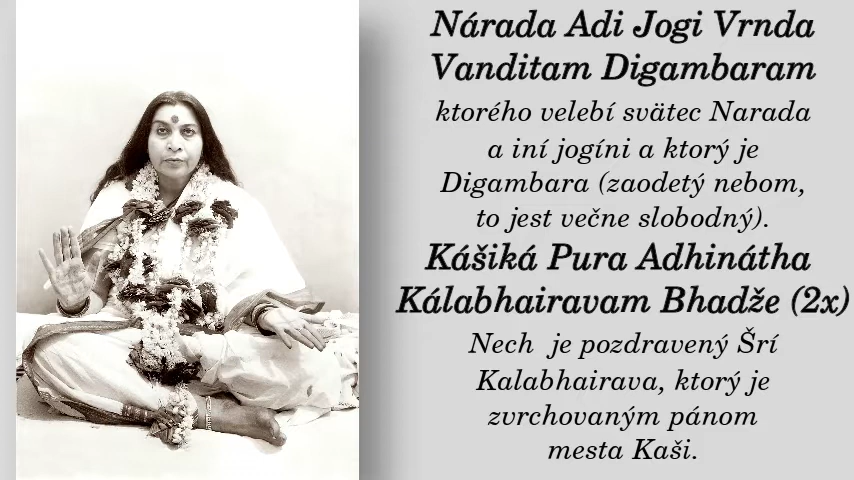 Nárada Adi Jogi Vrnda
Vanditam Digambaram
ktorého velebí svätec Narada
a iní jogíni a ktorý je
Digambara (zaodetý nebom,
to jest večne slobodný).
Kášiká Pura Adhinátha
Kálabhairavam Bhadže (2x)
Nech je pozdravený Šrí
Kalabhairava, ktorý je
zvrchovaným pánom
mesta Kaši.